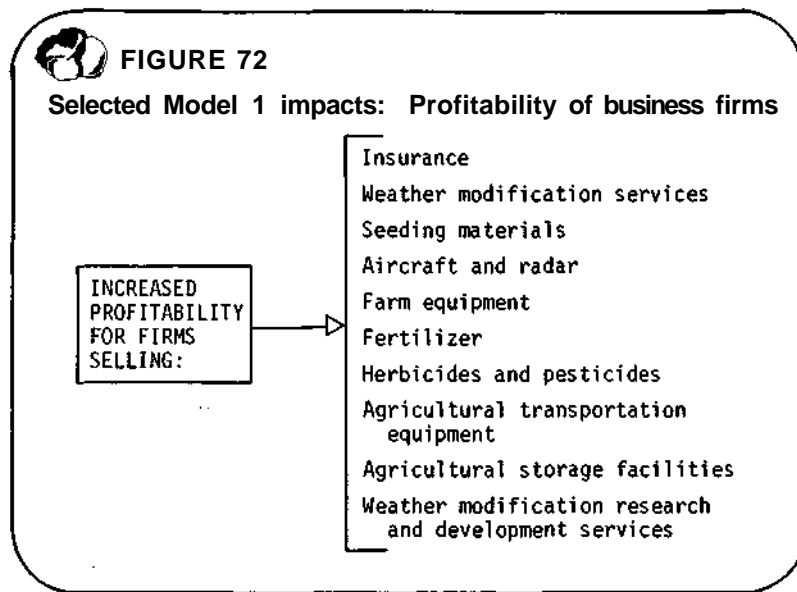 FIGURE 72
Selected Model 1 impacts: Profitability of business firms
INCREASED
PROFITABILITY
FOR FIRMS
SELLING:
Insurance
Weather modification services
Seeding materials
Aircraft and radar
Farm equipment
Fertilizer
Herbicides and pesticides
Agricultural transportation
equipment
Agricultural storage facilities
Weather modification research
and development services